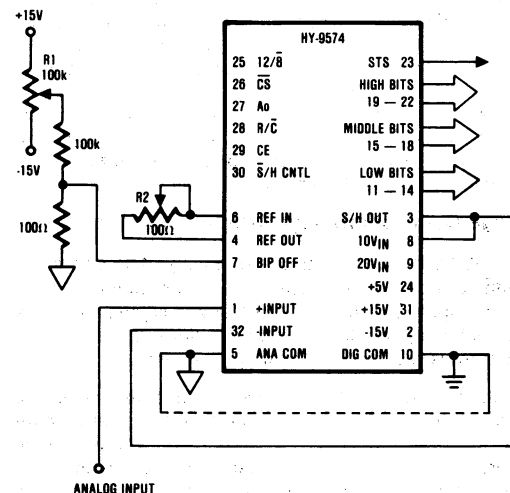 +15V
R1
100k
-15V
100k
100Ω
R2
100Ω
HY-9574
25 12/8̅
26 C̅S̅
27 Ao
28 R/C̅
29 CE
30 S̅/H CNTL
6 REF IN
4 REF OUT
7 BIP OFF
1 +INPUT
32 -INPUT
5 ANA COM
STS 23
HIGH BITS
19 — 22
MIDDLE BITS
15 — 18
LOW BITS
11 — 14
S/H OUT 3
10VIN 8
20VIN 9
+5V 24
+15V 31
-15V 2
DIG COM 10
ANALOG INPUT